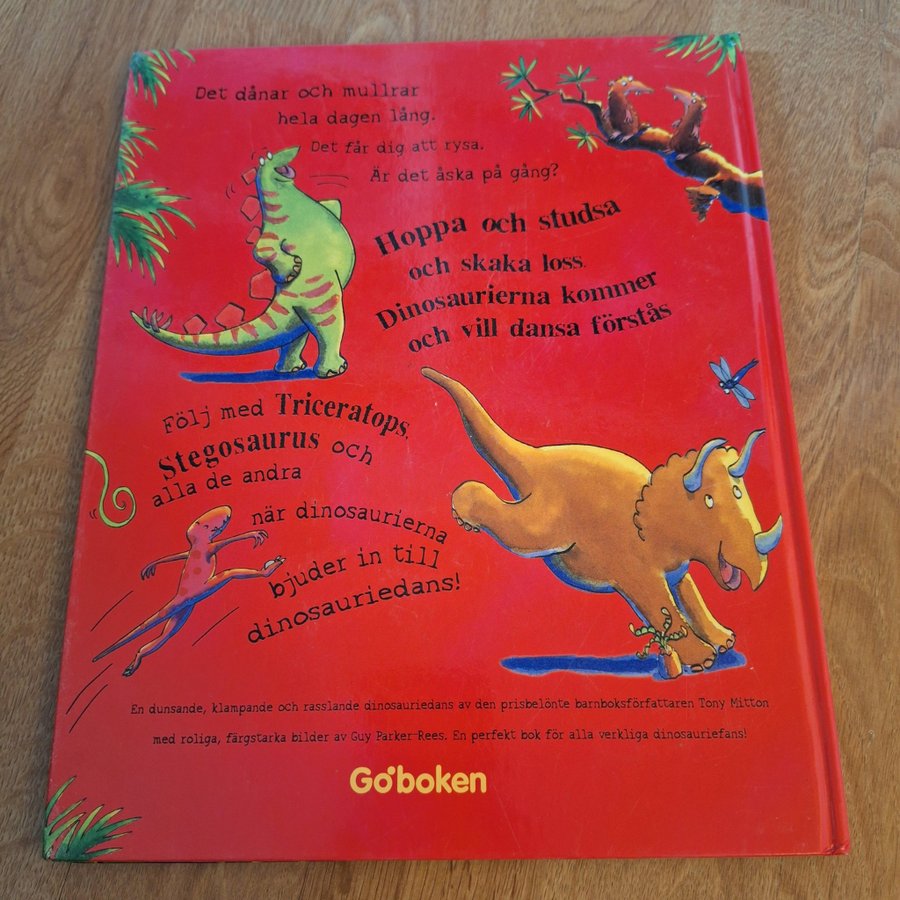 Det dånar och mullrar
hela dagen lång.
Det får dig att rysa.
Är det åska på gång?
Hoppa och studsa
och skaka loss.
Dinosaurierna kommer
och vill dansa förstås
Följ med Triceratops,
Stegosaurus och
alla de andra
när dinosaurierna
bjuder in till
dinosauriedans!
En dunsande, klampande och rasslande dinosauriedans av den prisbelönte barnboksförfattaren Tony Mitton
med roliga, färgstarka bilder av Guy Parker-Rees. En perfekt bok för alla verkliga dinosauriefans!
Goboken